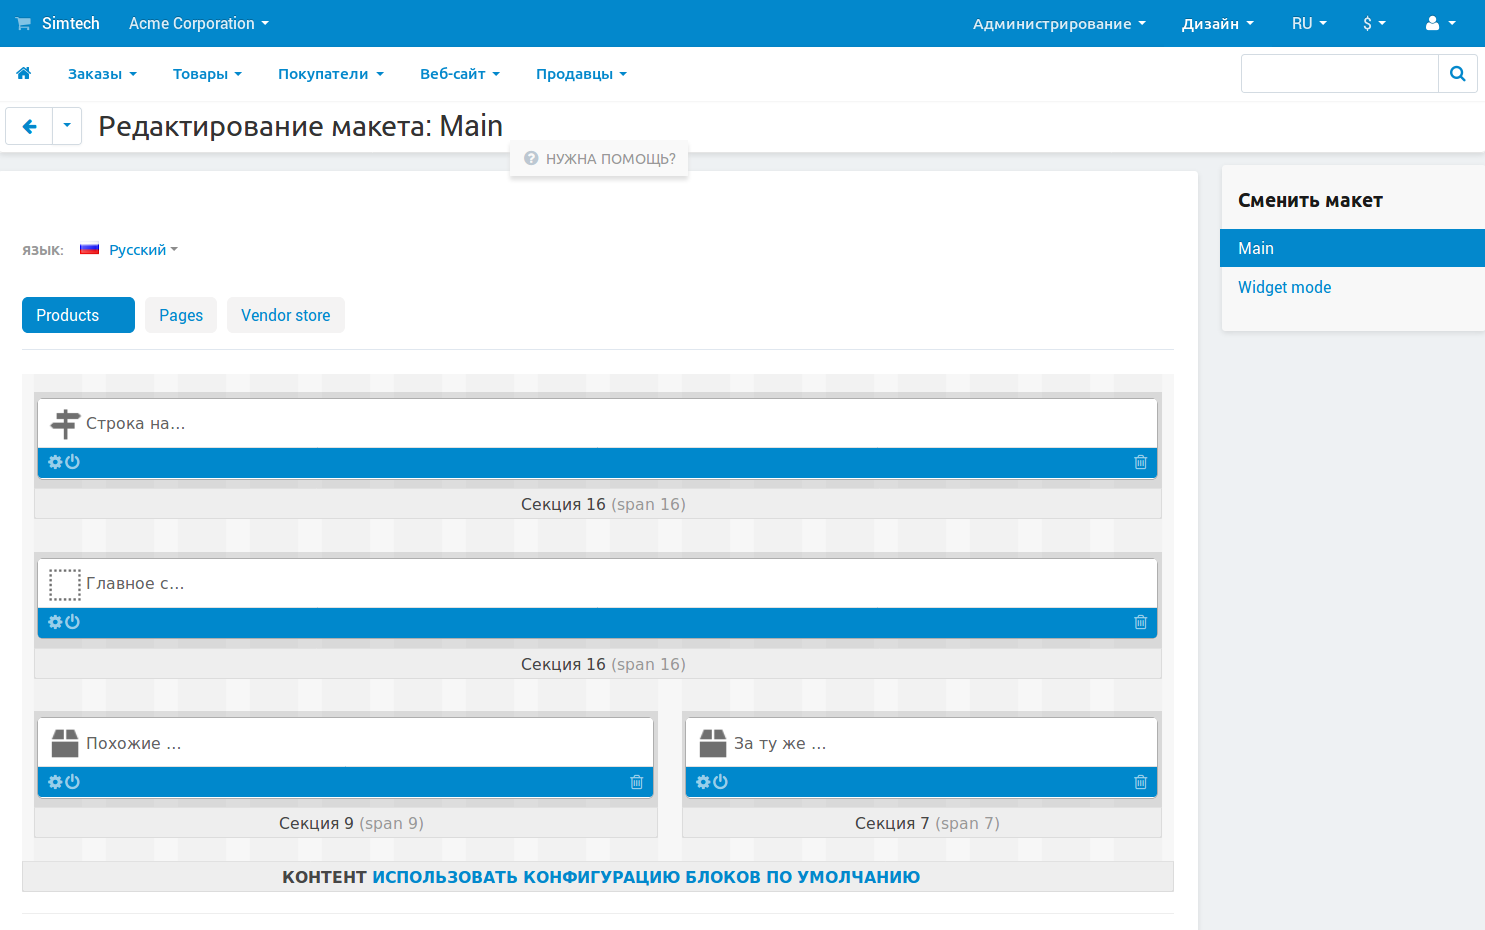 Simtech
Acme Corporation
Администрирование
Дизайн
RU
$
Заказы
Товары
Покупатели
Веб-сайт
Продавцы
Редактирование макета: Main
НУЖНА ПОМОЩЬ?
Сменить макет
Main
Widget mode
ЯЗЫК:
Русский
Products
Pages
Vendor store
Строка на...
Секция 16 (span 16)
Главное с...
Секция 16 (span 16)
Похожие ...
За ту же ...
Секция 9 (span 9)
Секция 7 (span 7)
КОНТЕНТ ИСПОЛЬЗОВАТЬ КОНФИГУРАЦИЮ БЛОКОВ ПО УМОЛЧАНИЮ